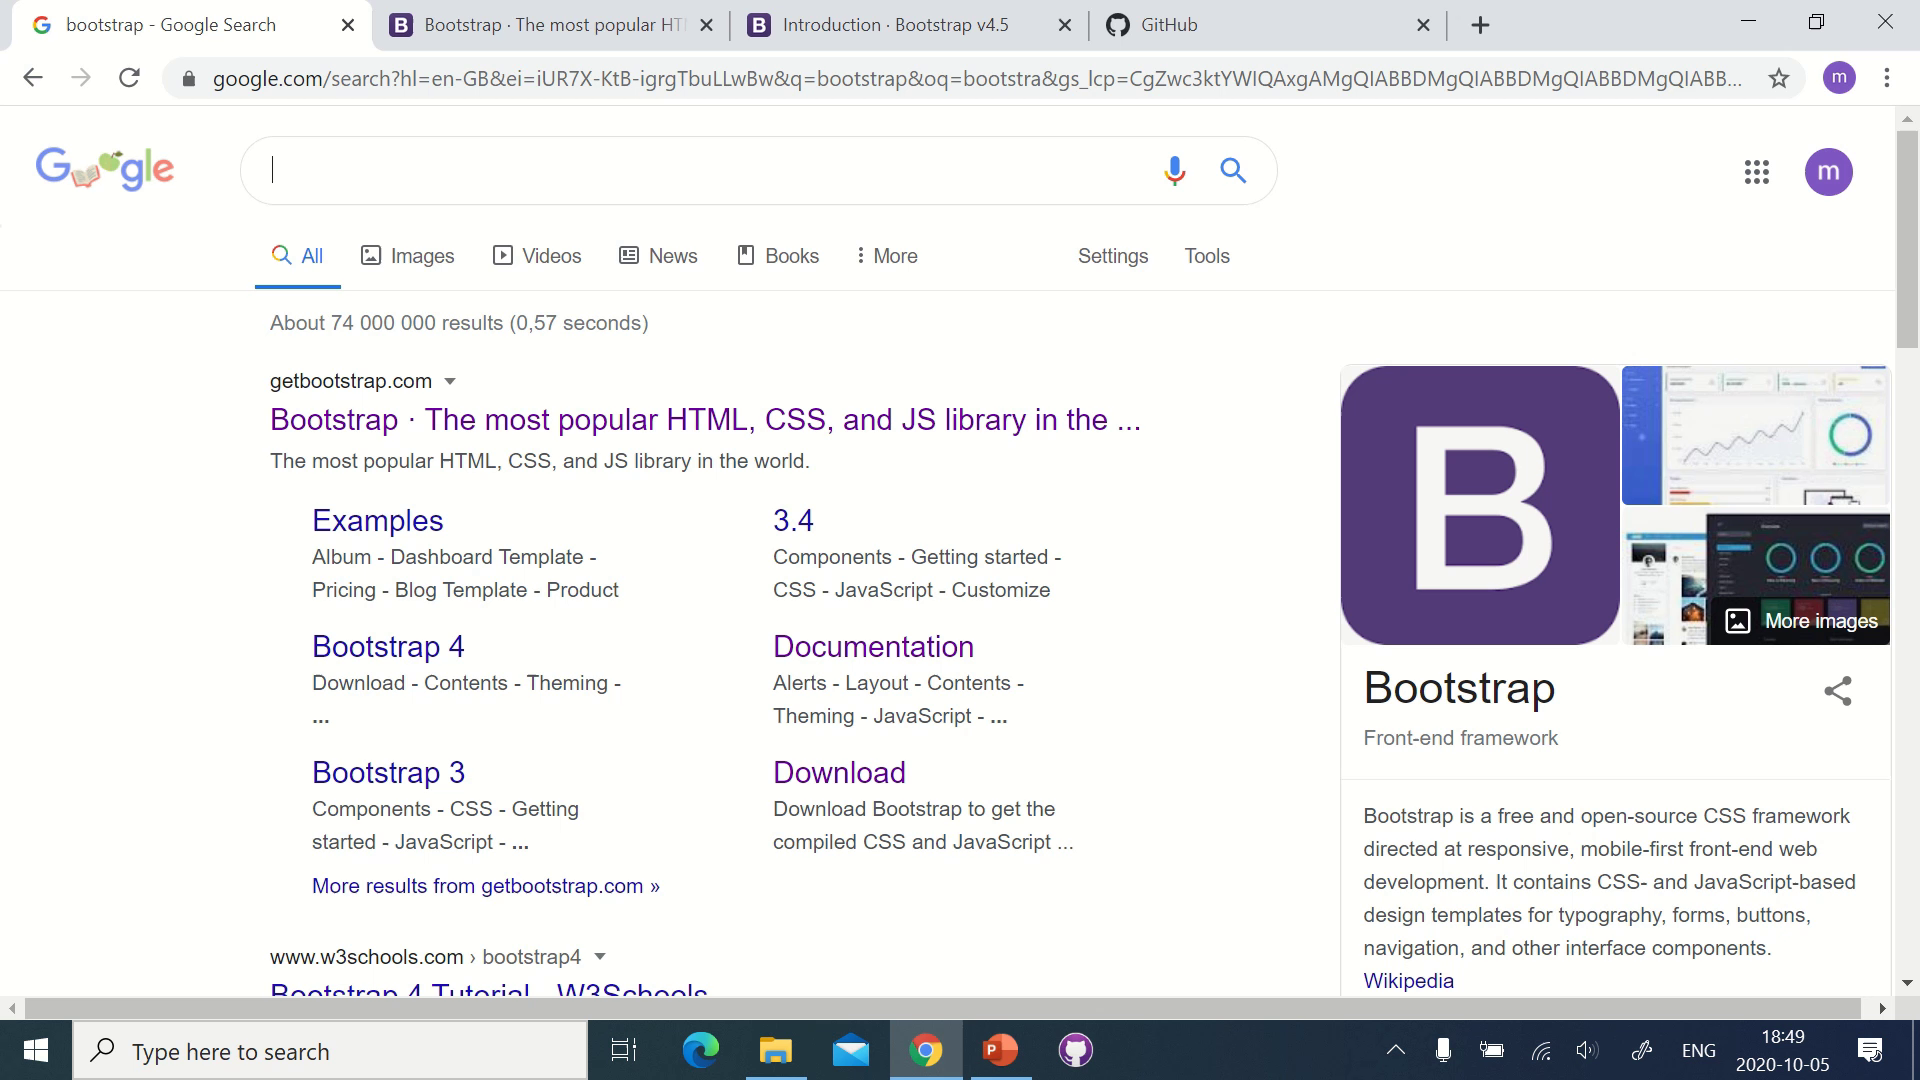 bootstrap - Google Search
Bootstrap · The most popular HT
Introduction · Bootstrap v4.5
GitHub
google.com/search?hl=en-GB&ei=iUR7X-KtB-igrgTbuLLwBw&q=bootstrap&oq=bootstra&gs_lcp=CgZwc3ktYWIQAxgAMgQIABBDMgQIABBDMgQIABBDMgQIABB...
m
Google
m
All
Images
Videos
News
Books
More
Settings
Tools
About 74 000 000 results (0,57 seconds)
getbootstrap.com
Bootstrap · The most popular HTML, CSS, and JS library in the ...
The most popular HTML, CSS, and JS library in the world.
Examples
Album - Dashboard Template -
Pricing - Blog Template - Product
3.4
Components - Getting started -
CSS - JavaScript - Customize
Bootstrap 4
Download - Contents - Theming -
...
Documentation
Alerts - Layout - Contents -
Theming - JavaScript - ...
Bootstrap 3
Components - CSS - Getting
started - JavaScript - ...
Download
Download Bootstrap to get the
compiled CSS and JavaScript ...
More results from getbootstrap.com »
www.w3schools.com › bootstrap4
Bootstrap 4 Tutorial - W3Schools
B
More images
Bootstrap
Front-end framework
Bootstrap is a free and open-source CSS framework
directed at responsive, mobile-first front-end web
development. It contains CSS- and JavaScript-based
design templates for typography, forms, buttons,
navigation, and other interface components.
Wikipedia
Type here to search
ENG
18:49
2020-10-05